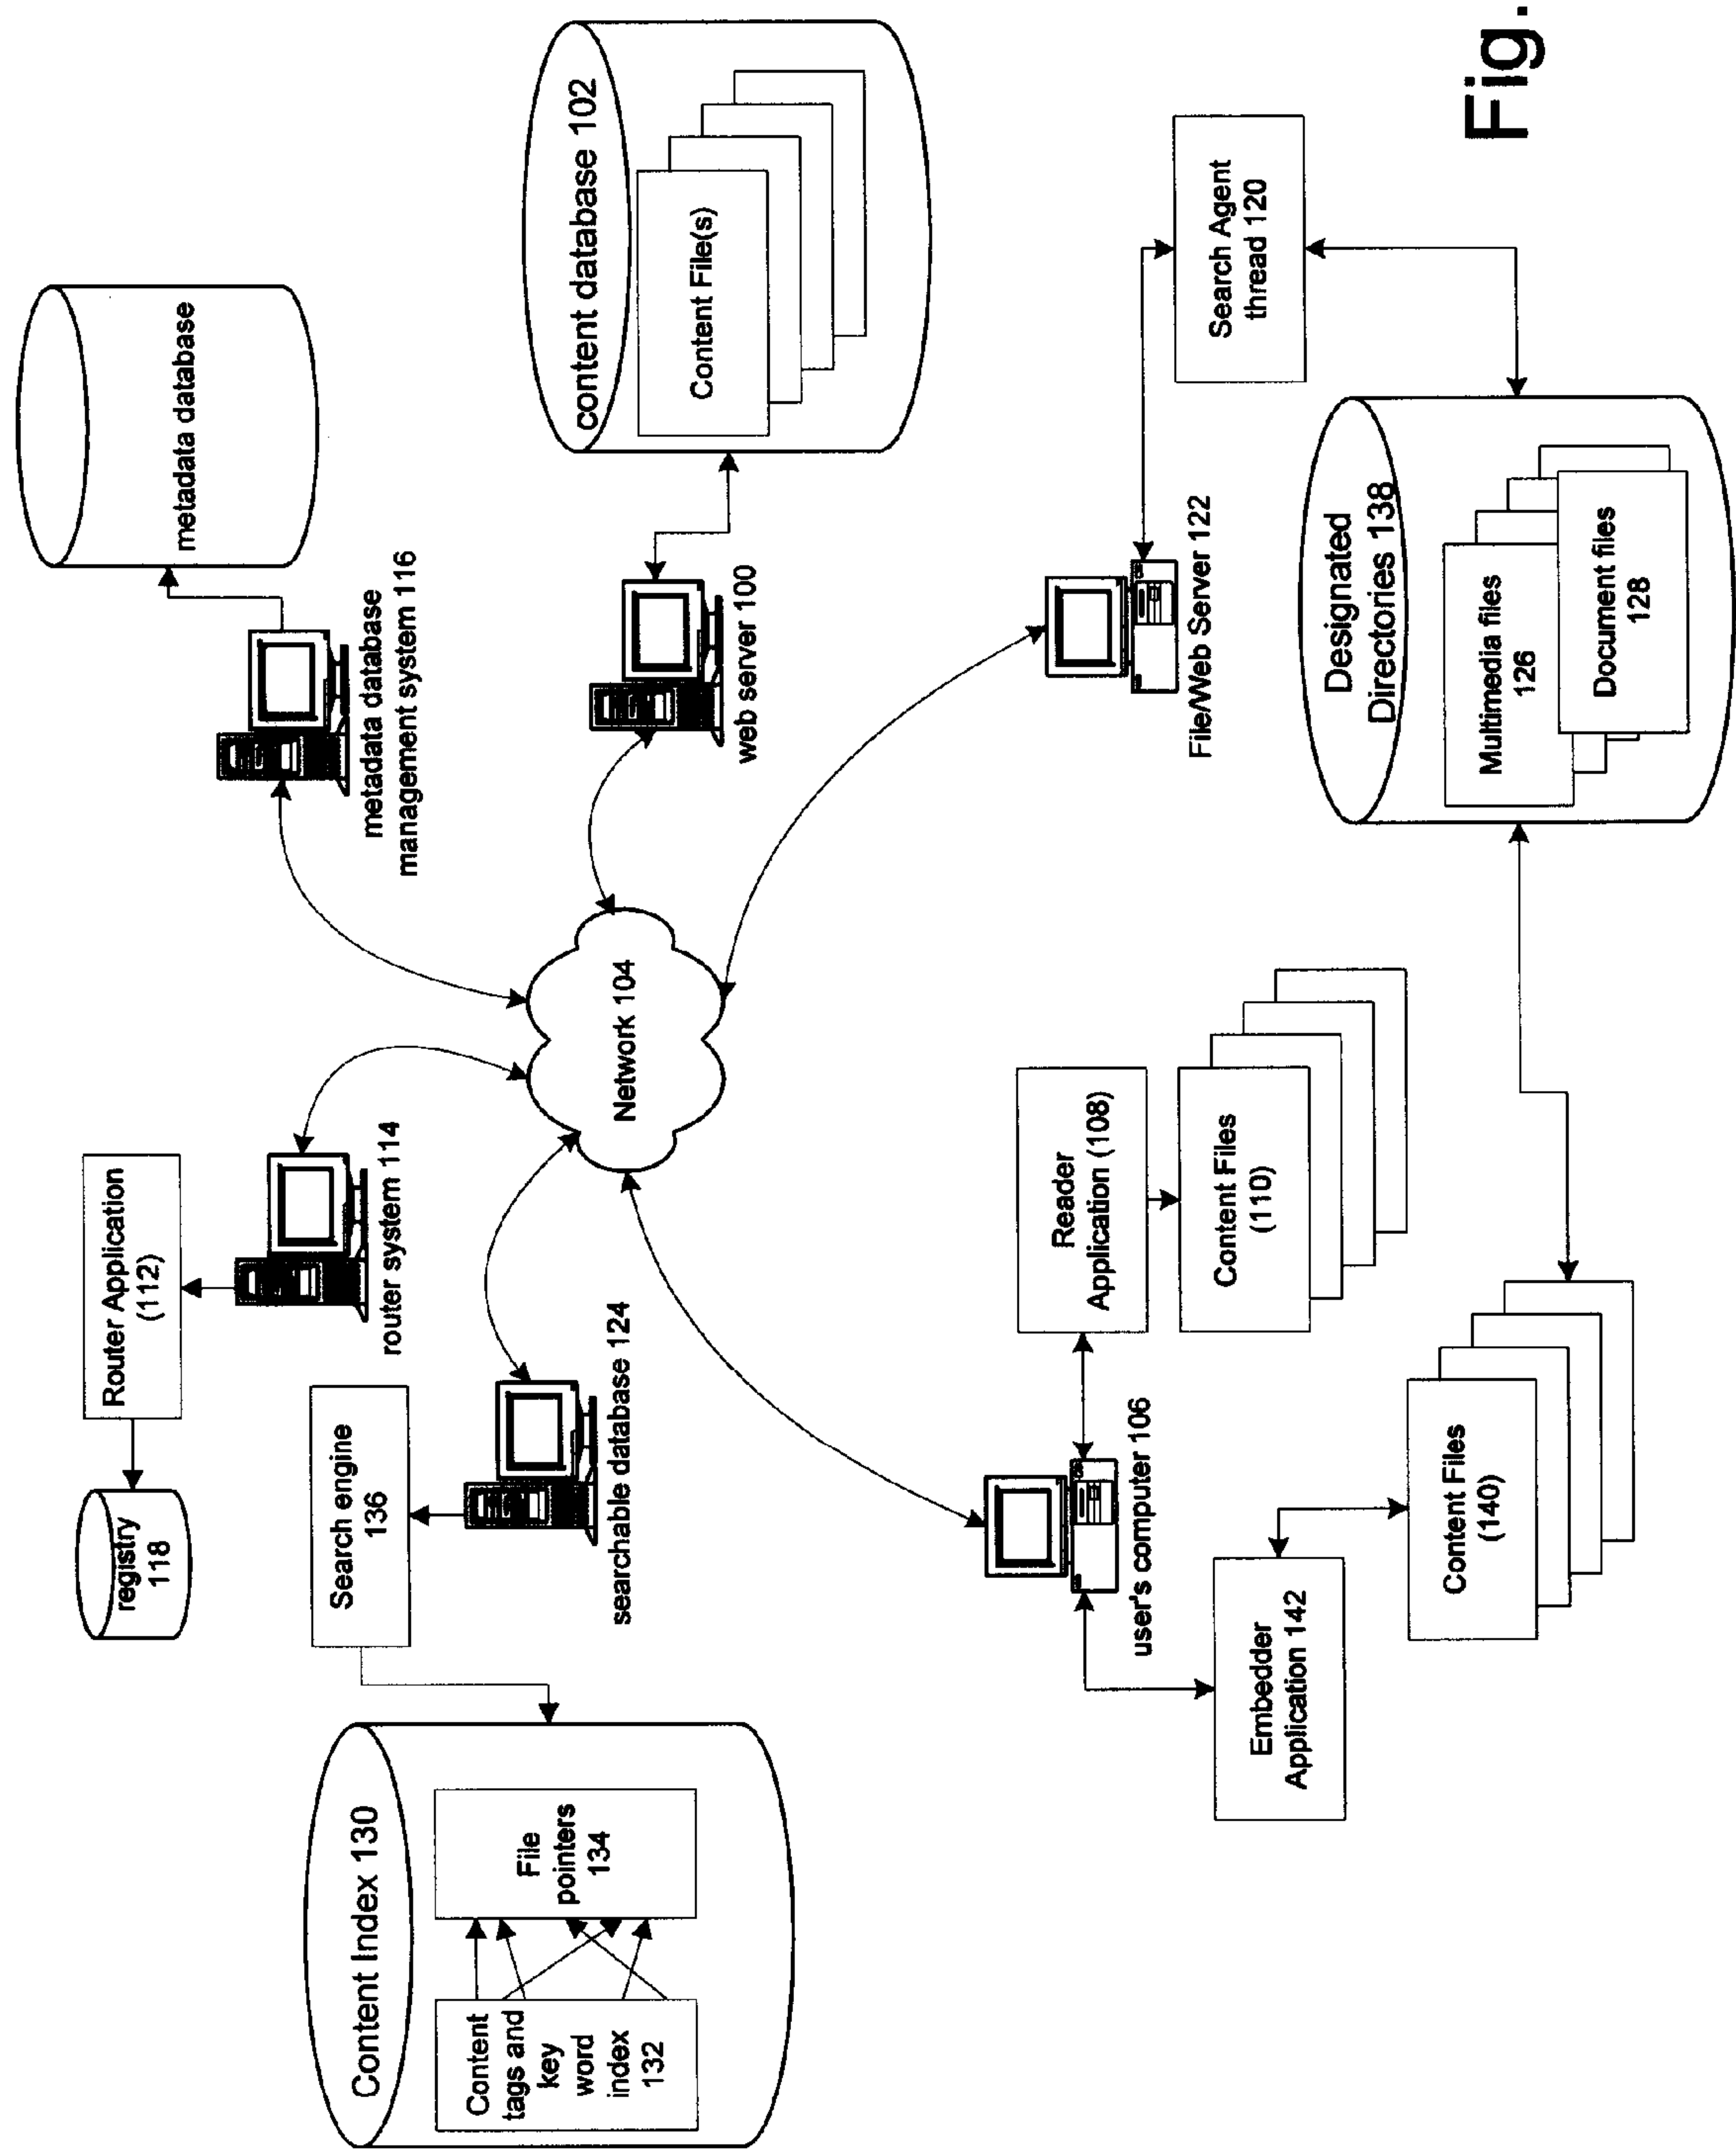 registry
118
Router Application
(112)
router system 114
metadata database
metadata database
management system 116
Content Index 130
Content
tags and
key
word
index
132
File
pointers
134
Search engine
136
searchable database 124
Network 104
web server 100
content database 102
Content File(s)
user's computer 106
Reader
Application (108)
Content Files
(110)
File/Web Server 122
Search Agent
thread 120
Embedder
Application 142
Content Files
(140)
Designated
Directories 138
Multimedia files
126
Document files
128
Fig.